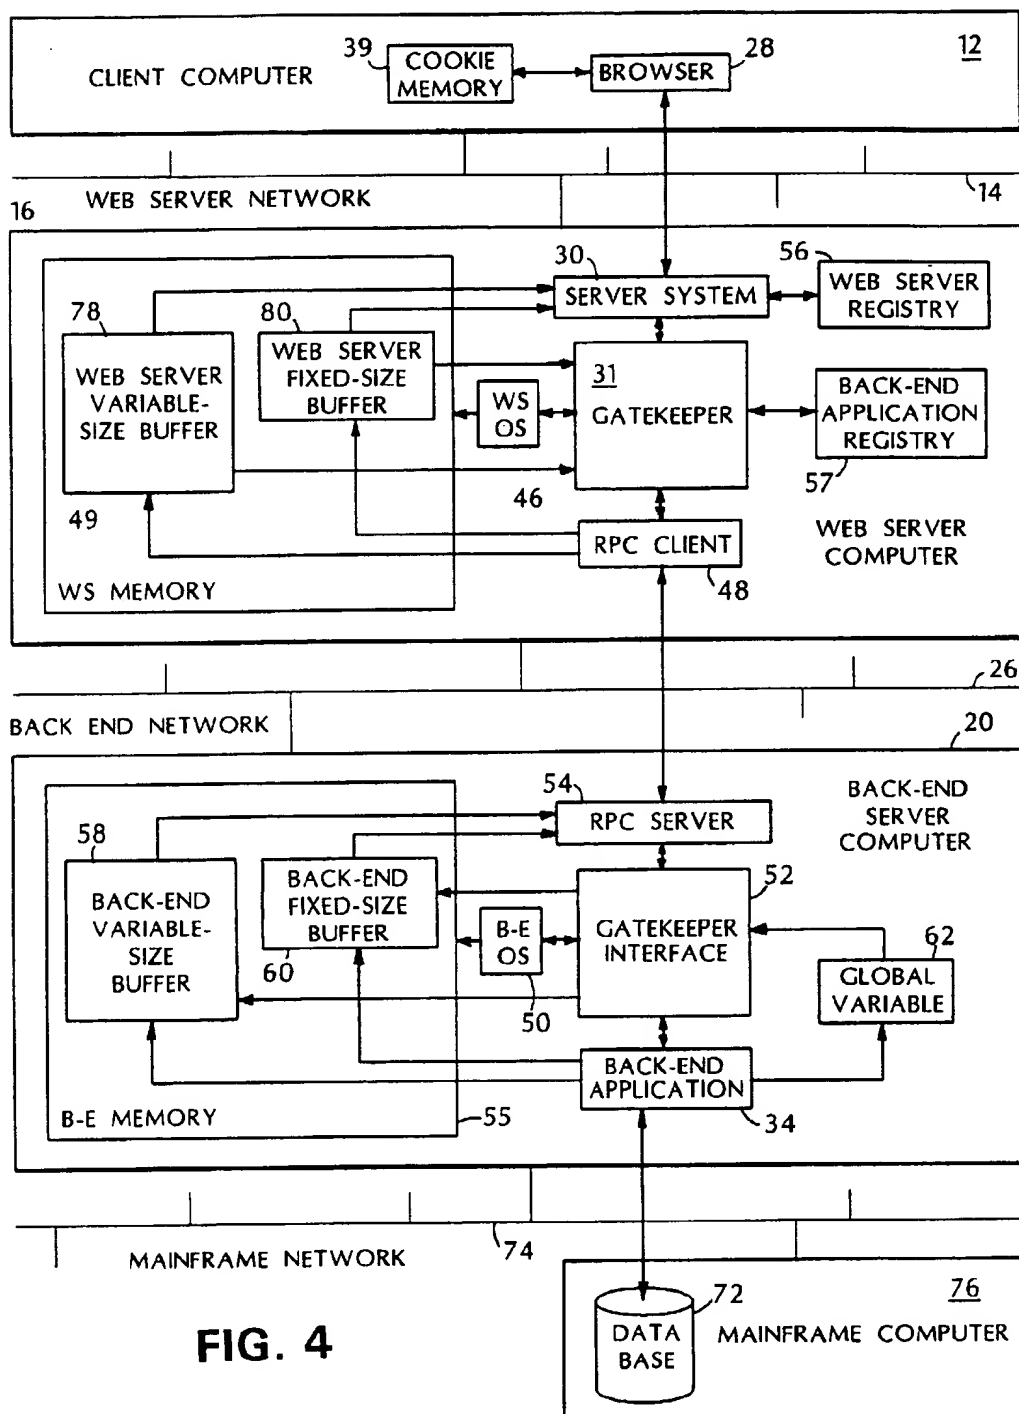 39
COOKIE
MEMORY
28
BROWSER
12
CLIENT COMPUTER
14
WEB SERVER NETWORK
16
30
SERVER SYSTEM
56
WEB SERVER
REGISTRY
78
WEB SERVER
VARIABLE-
SIZE BUFFER
80
WEB SERVER
FIXED-SIZE
BUFFER
WS
OS
31
GATEKEEPER
BACK-END
APPLICATION
REGISTRY
57
49
46
RPC CLIENT
48
WEB SERVER
COMPUTER
WS MEMORY
26
BACK END NETWORK
20
54
RPC SERVER
BACK-END
SERVER
COMPUTER
58
BACK-END
VARIABLE-
SIZE
BUFFER
BACK-END
FIXED-SIZE
BUFFER
60
B-E
OS
50
52
GATEKEEPER
INTERFACE
62
GLOBAL
VARIABLE
BACK-END
APPLICATION
34
B-E MEMORY
55
MAINFRAME NETWORK
74
76
72
DATA
BASE
MAINFRAME COMPUTER
FIG. 4